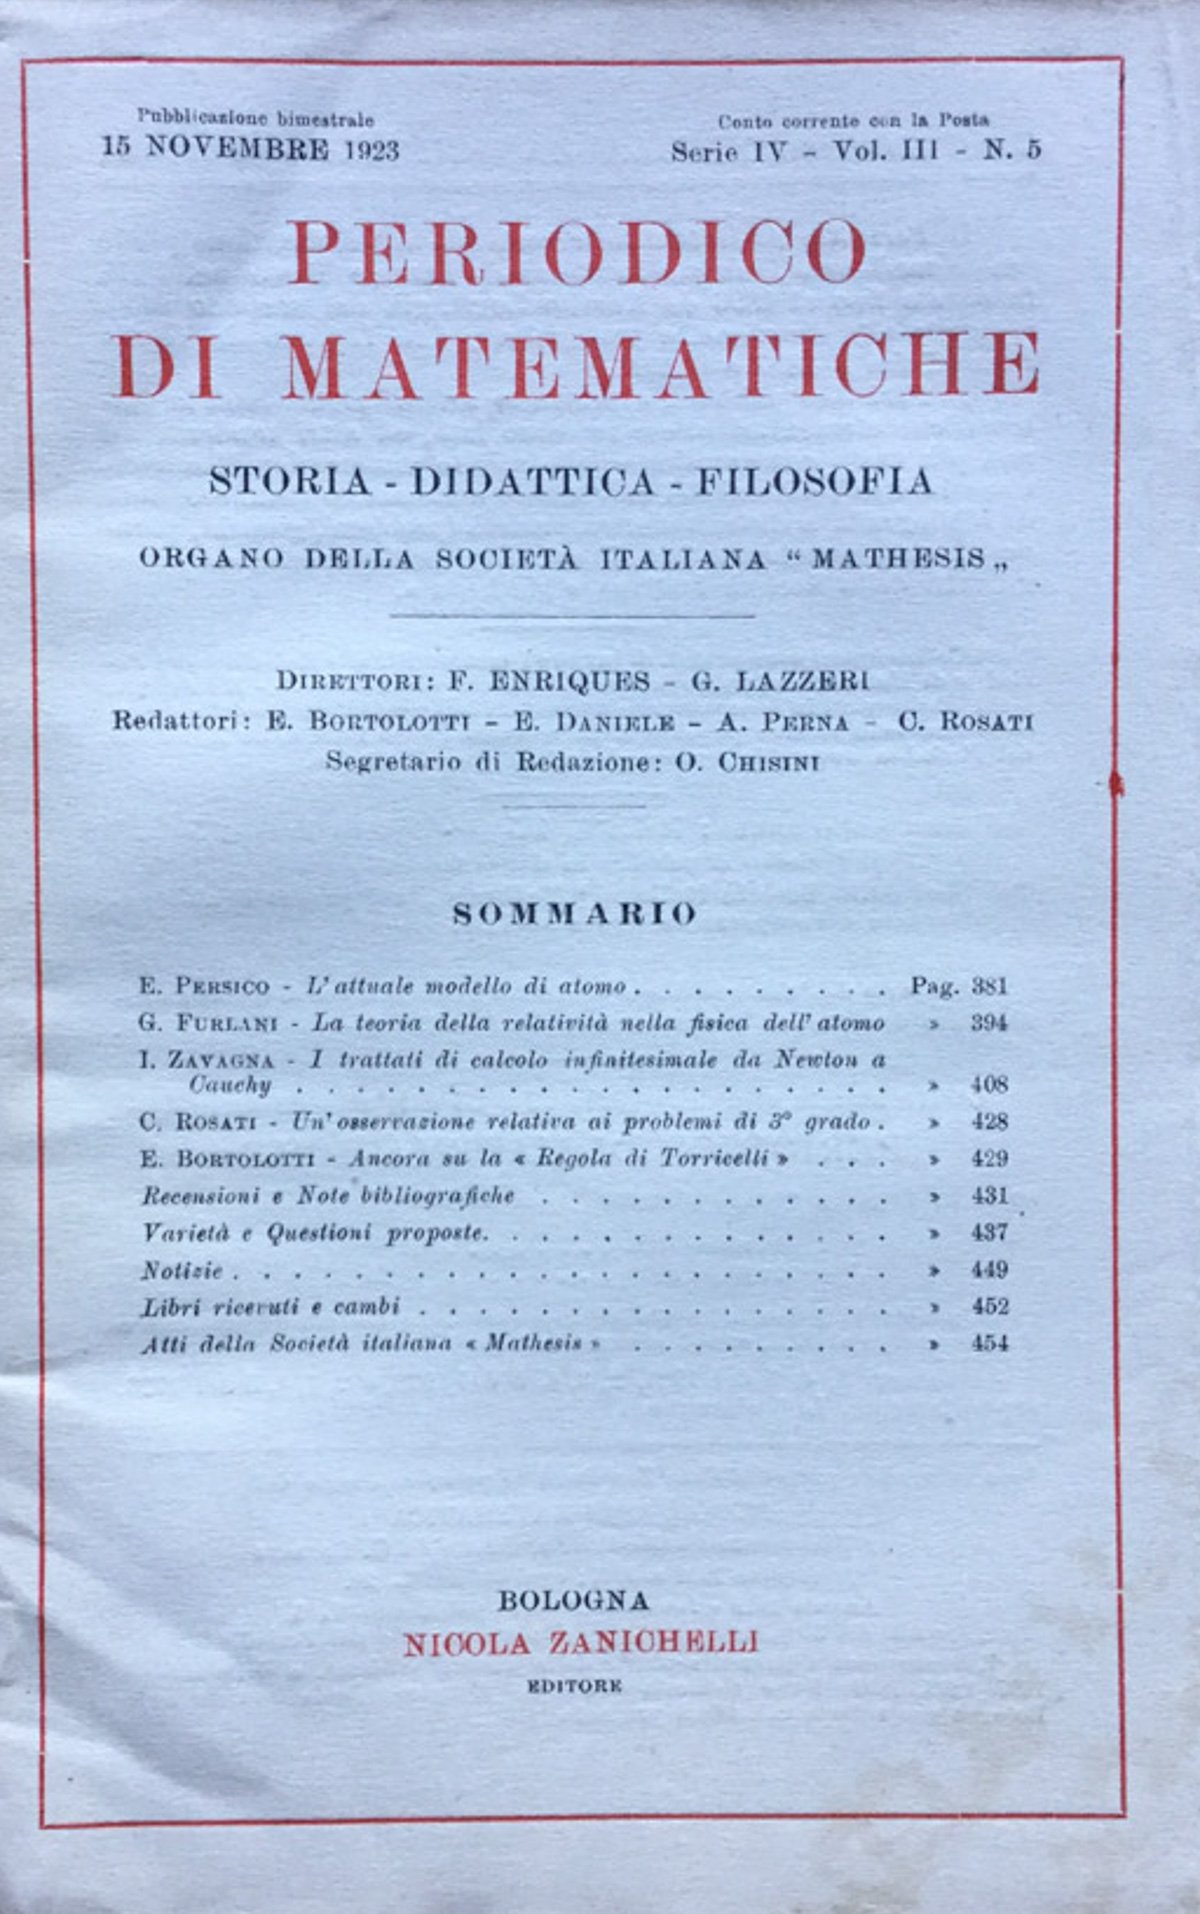 Pubblicazione bimestrale
15 NOVEMBRE 1923
Conto corrente con la Posta
Serie IV - Vol. III - N. 5
PERIODICO
DI MATEMATICHE
STORIA - DIDATTICA - FILOSOFIA
ORGANO DELLA SOCIETÀ ITALIANA “ MATHESIS „
DIRETTORI: F. ENRIQUES - G. LAZZERI
Redattori: E. BORTOLOTTI - E. DANIELE - A. PERNA - C. ROSATI
Segretario di Redazione: O. CHISINI
SOMMARIO
E. PERSICO - L' attuale modello di atomo . . . . . . . . . Pag. 381
G. FURLANI - La teoria della relatività nella fisica dell' atomo » 394
I. ZAVAGNA - I trattati di calcolo infinitesimale da Newton a
Cauchy . . . . . . . . . . . . . . . . . . . . » 408
C. ROSATI - Un' osservazione relativa ai problemi di 3° grado . » 428
E. BORTOLOTTI - Ancora su la « Regola di Torricelli » . . . » 429
Recensioni e Note bibliografiche . . . . . . . . . . . . » 431
Varietà e Questioni proposte. . . . . . . . . . . . . . » 437
Notizie . . . . . . . . . . . . . . . . . . . . . . » 449
Libri ricevuti e cambi . . . . . . . . . . . . . . . . » 452
Atti della Società italiana « Mathesis » . . . . . . . . . » 454
BOLOGNA
NICOLA ZANICHELLI
EDITORE